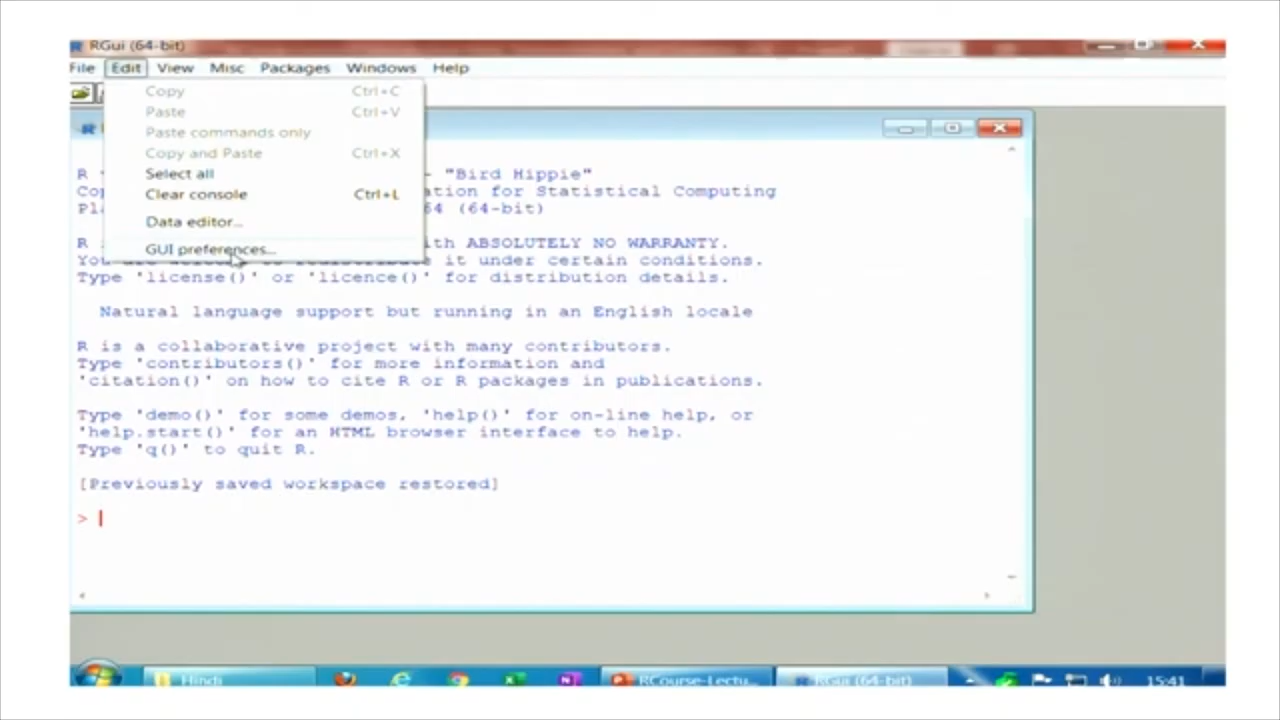 RGui (64-bit)
File Edit View Misc Packages Windows Help
Copy Ctrl+C
Paste Ctrl+V
Paste commands only
Copy and Paste Ctrl+X
Select all
Clear console Ctrl+L
Data editor...
GUI preferences...
R - "Bird Hippie"
ation for Statistical Computing
64 (64-bit)
R th ABSOLUTELY NO WARRANTY.
it under certain conditions.
Type 'license()' or 'licence()' for distribution details.
Natural language support but running in an English locale
R is a collaborative project with many contributors.
Type 'contributors()' for more information and
'citation()' on how to cite R or R packages in publications.
Type 'demo()' for some demos, 'help()' for on-line help, or
'help.start()' for an HTML browser interface to help.
Type 'q()' to quit R.
[Previously saved workspace restored]
>
Hindi RCourse-Lectu... RGui (64-bit) 15:41